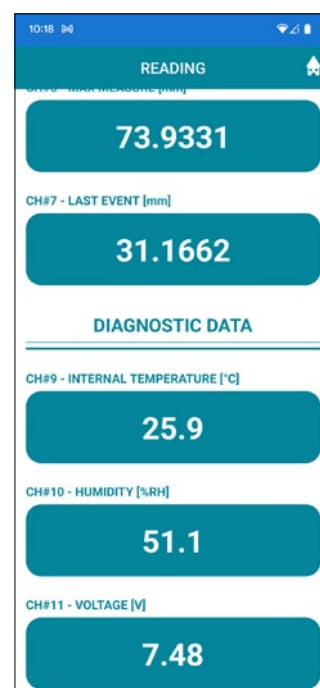 10:18
READING
73.9331
CH#7 - LAST EVENT [mm]
31.1662
DIAGNOSTIC DATA
CH#9 - INTERNAL TEMPERATURE [°C]
25.9
CH#10 - HUMIDITY [%RH]
51.1
CH#11 - VOLTAGE [V]
7.48